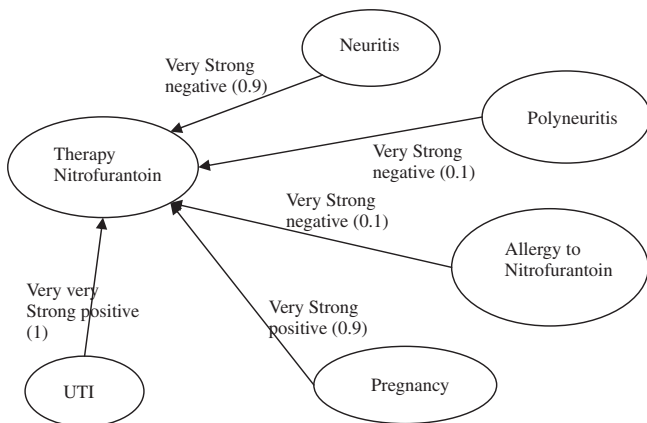 Neuritis
Very Strong
negative (0.9)
Polyneuritis
Therapy
Nitrofurantoin
Very Strong
negative (0.1)
Very Strong
negative (0.1)
Allergy to
Nitrofurantoin
Very very
Strong positive
(1)
Very Strong
positive (0.9)
UTI
Pregnancy